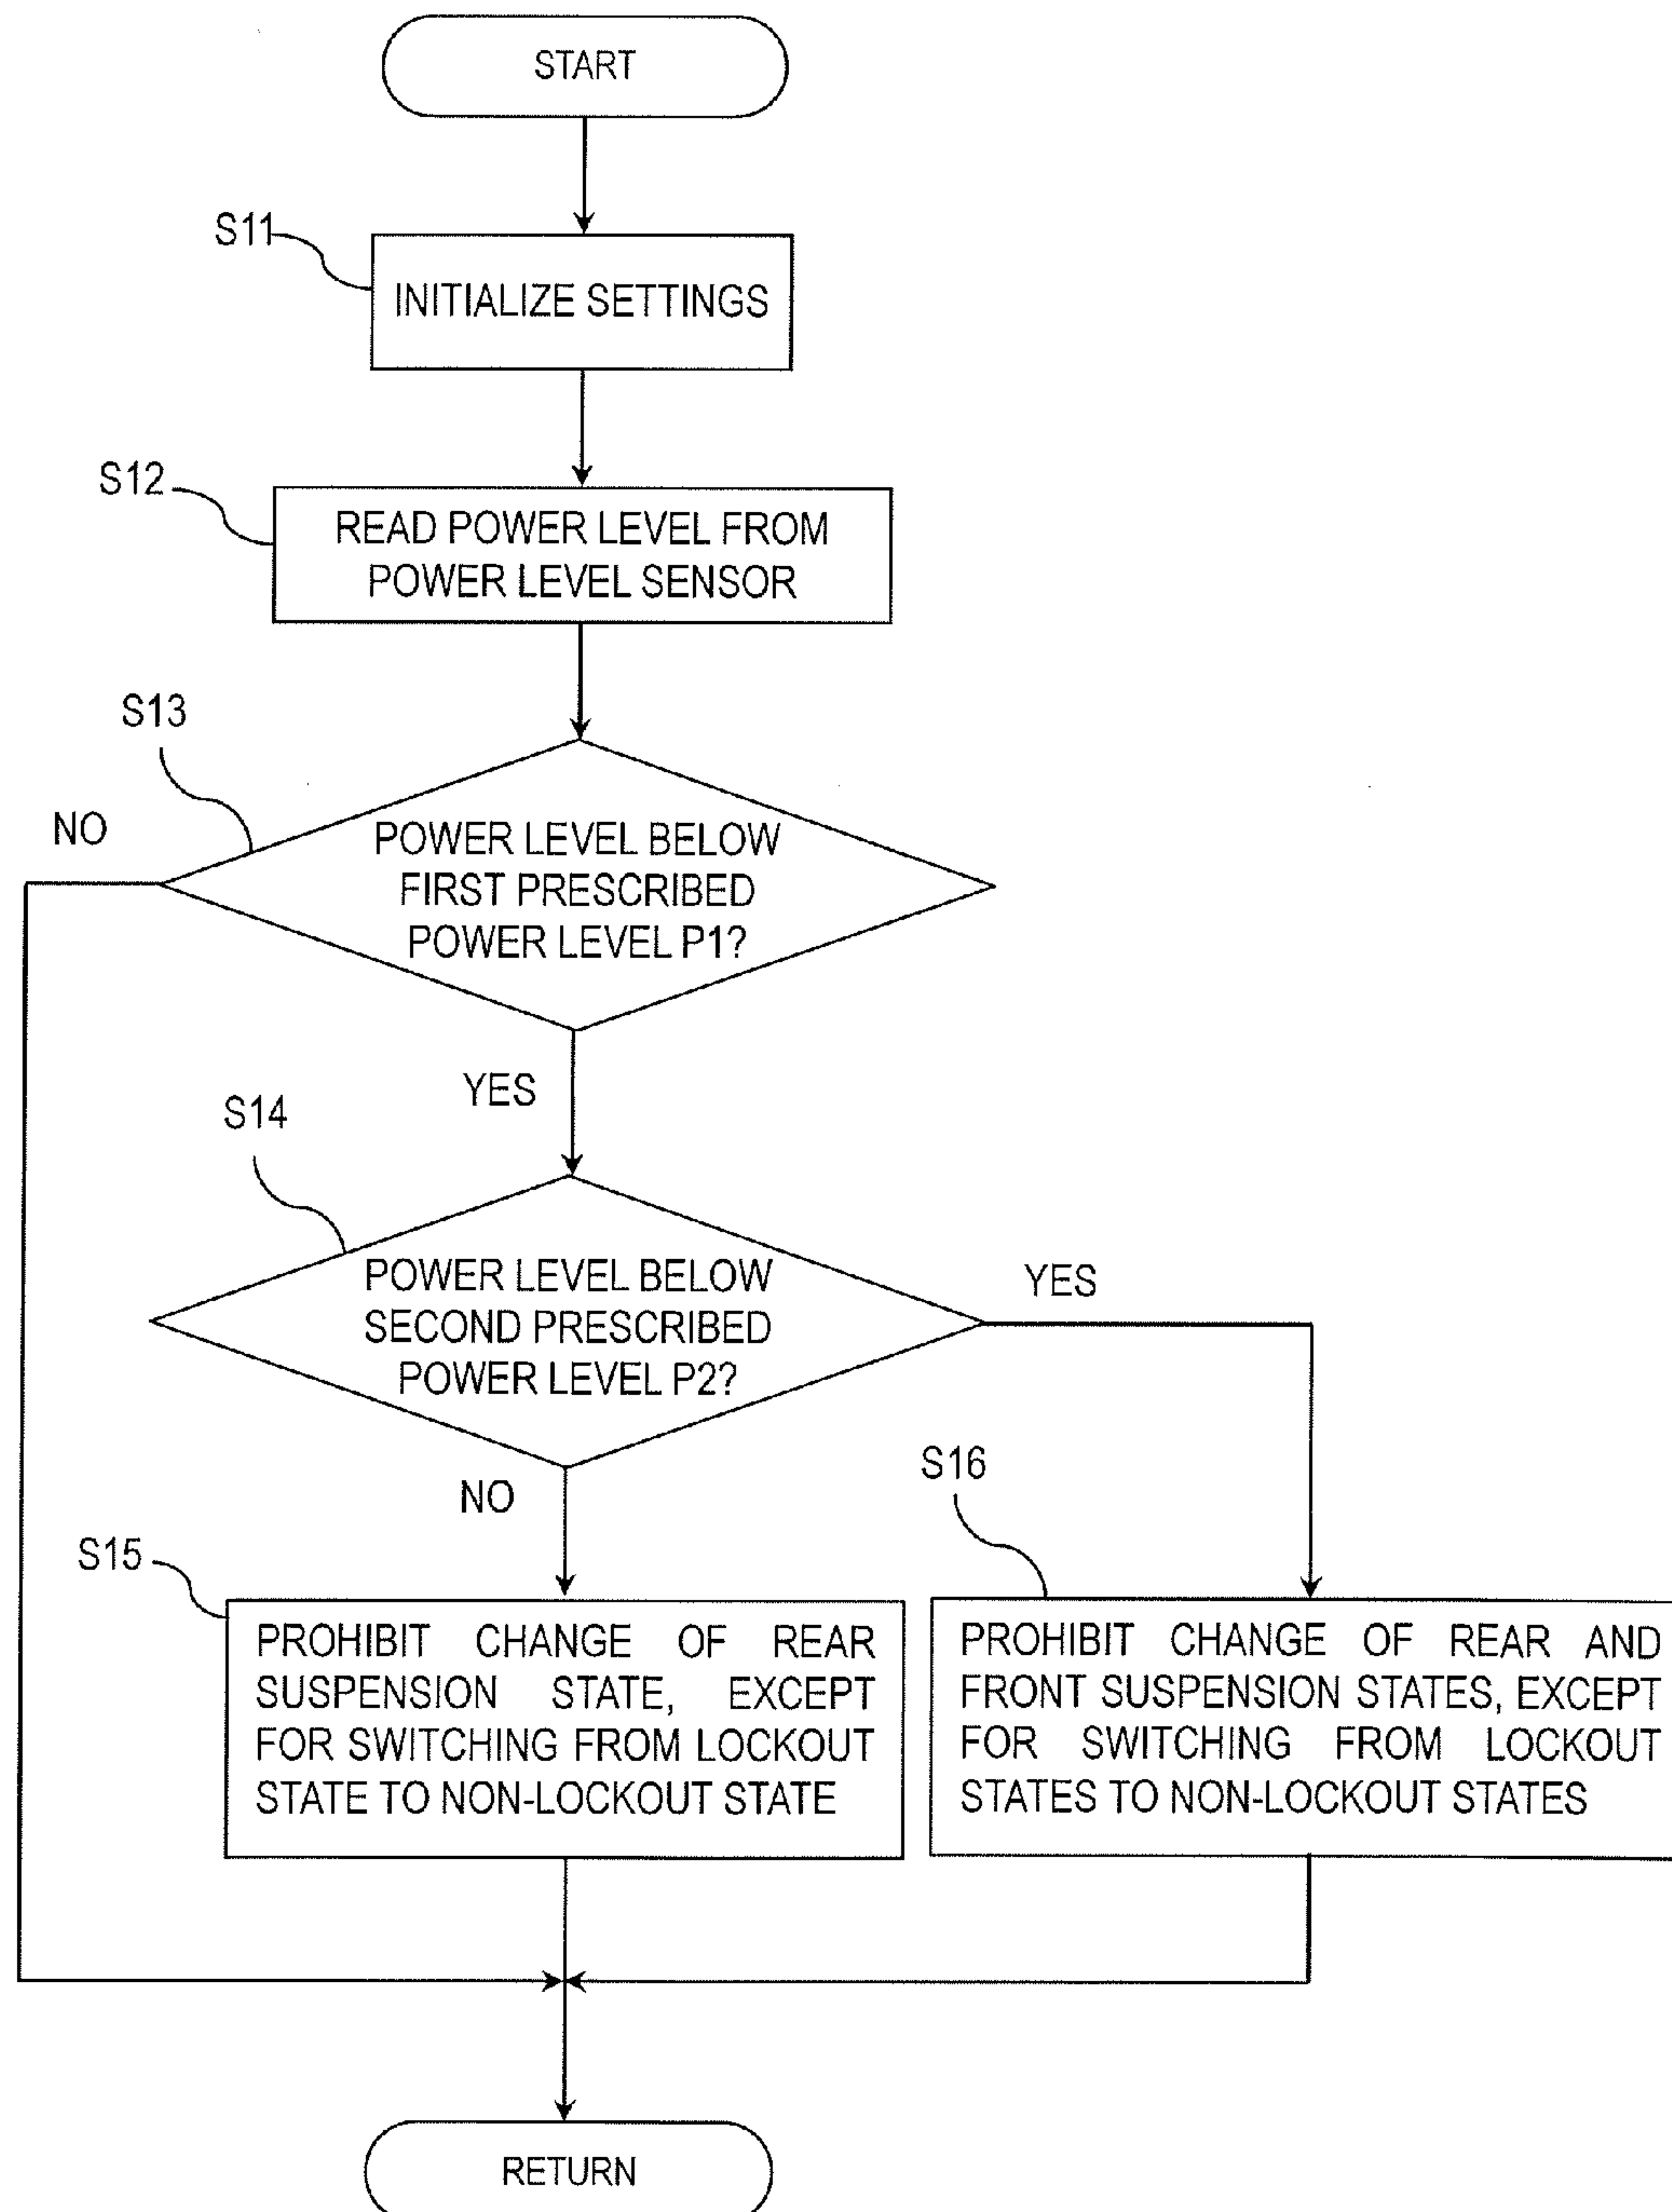 START
S11
INITIALIZE SETTINGS
S12
READ POWER LEVEL FROM
POWER LEVEL SENSOR
S13
NO
POWER LEVEL BELOW
FIRST PRESCRIBED
POWER LEVEL P1?
YES
S14
POWER LEVEL BELOW
SECOND PRESCRIBED
POWER LEVEL P2?
YES
NO
S15
PROHIBIT CHANGE OF REAR
SUSPENSION STATE, EXCEPT
FOR SWITCHING FROM LOCKOUT
STATE TO NON-LOCKOUT STATE
S16
PROHIBIT CHANGE OF REAR AND
FRONT SUSPENSION STATES, EXCEPT
FOR SWITCHING FROM LOCKOUT
STATES TO NON-LOCKOUT STATES
RETURN